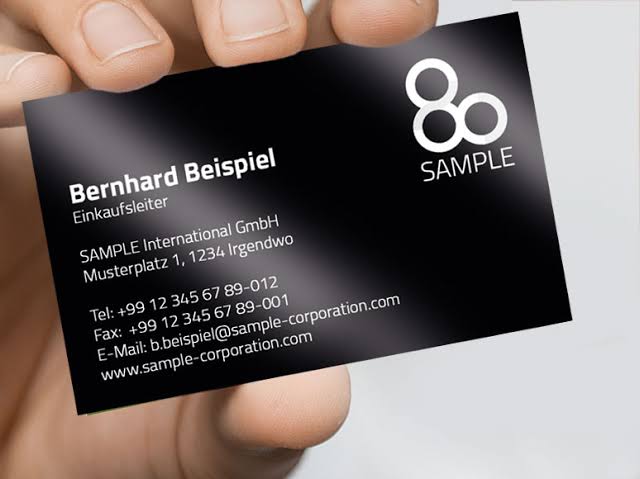 SAMPLE
Bernhard Beispiel
Einkaufsleiter
SAMPLE International GmbH
Musterplatz 1, 1234 Irgendwo
Tel: +99 12 345 67 89-012
Fax: +99 12 345 67 89-001
E-Mail: b.beispiel@sample-corporation.com
www.sample-corporation.com